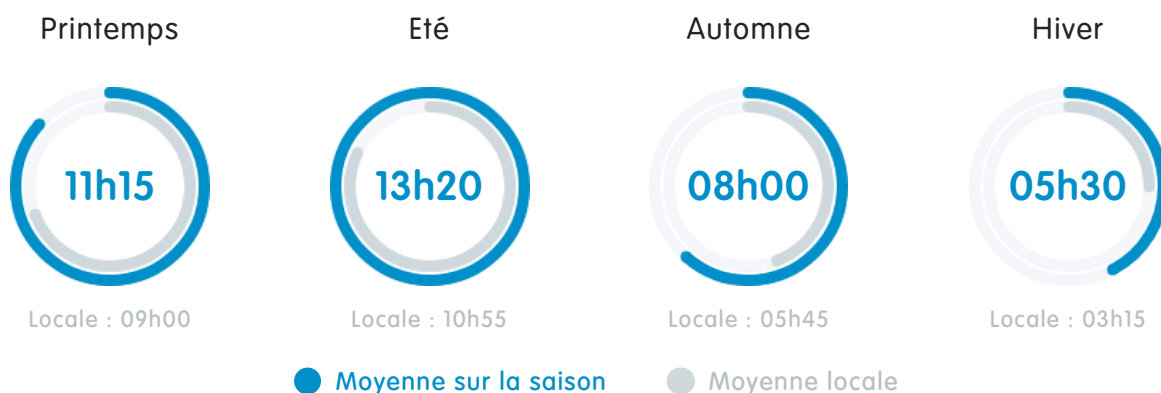 Printemps
Eté
Automne
Hiver
11h15
13h20
08h00
05h30
Locale : 09h00
Locale : 10h55
Locale : 05h45
Locale : 03h15
Moyenne sur la saison
Moyenne locale